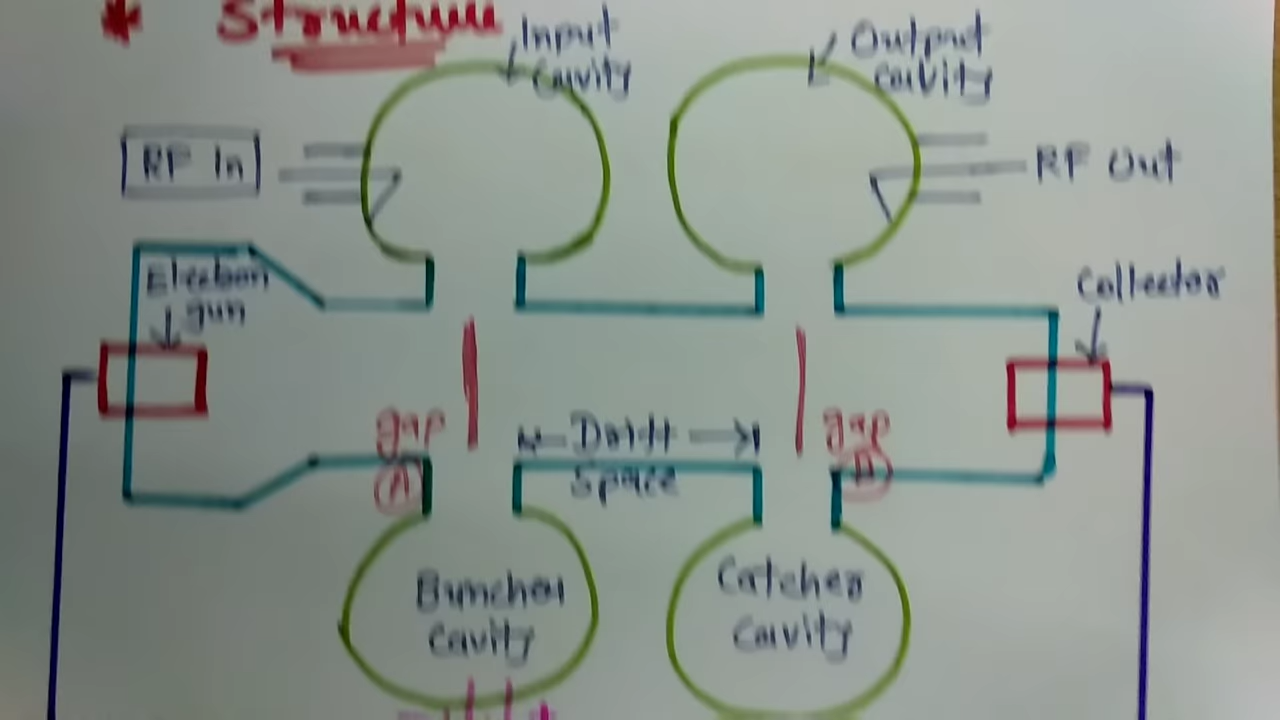 * Structure
Input
Cavity
Output
Cavity
RF In
RF Out
Electron
gun
Collector
gap
A
Drift
Space
gap
Buncher
Cavity
Catcher
Cavity